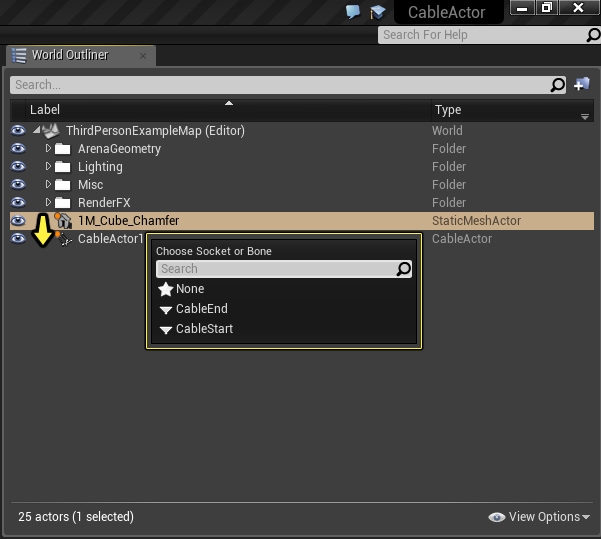 CableActor
Search For Help
World Outliner
Search...
Label Type
ThirdPersonExampleMap (Editor) World
ArenaGeometry Folder
Lighting Folder
Misc Folder
RenderFX Folder
1M_Cube_Chamfer StaticMeshActor
CableActor1 CableActor
Choose Socket or Bone
Search
None
CableEnd
CableStart
25 actors (1 selected) View Options